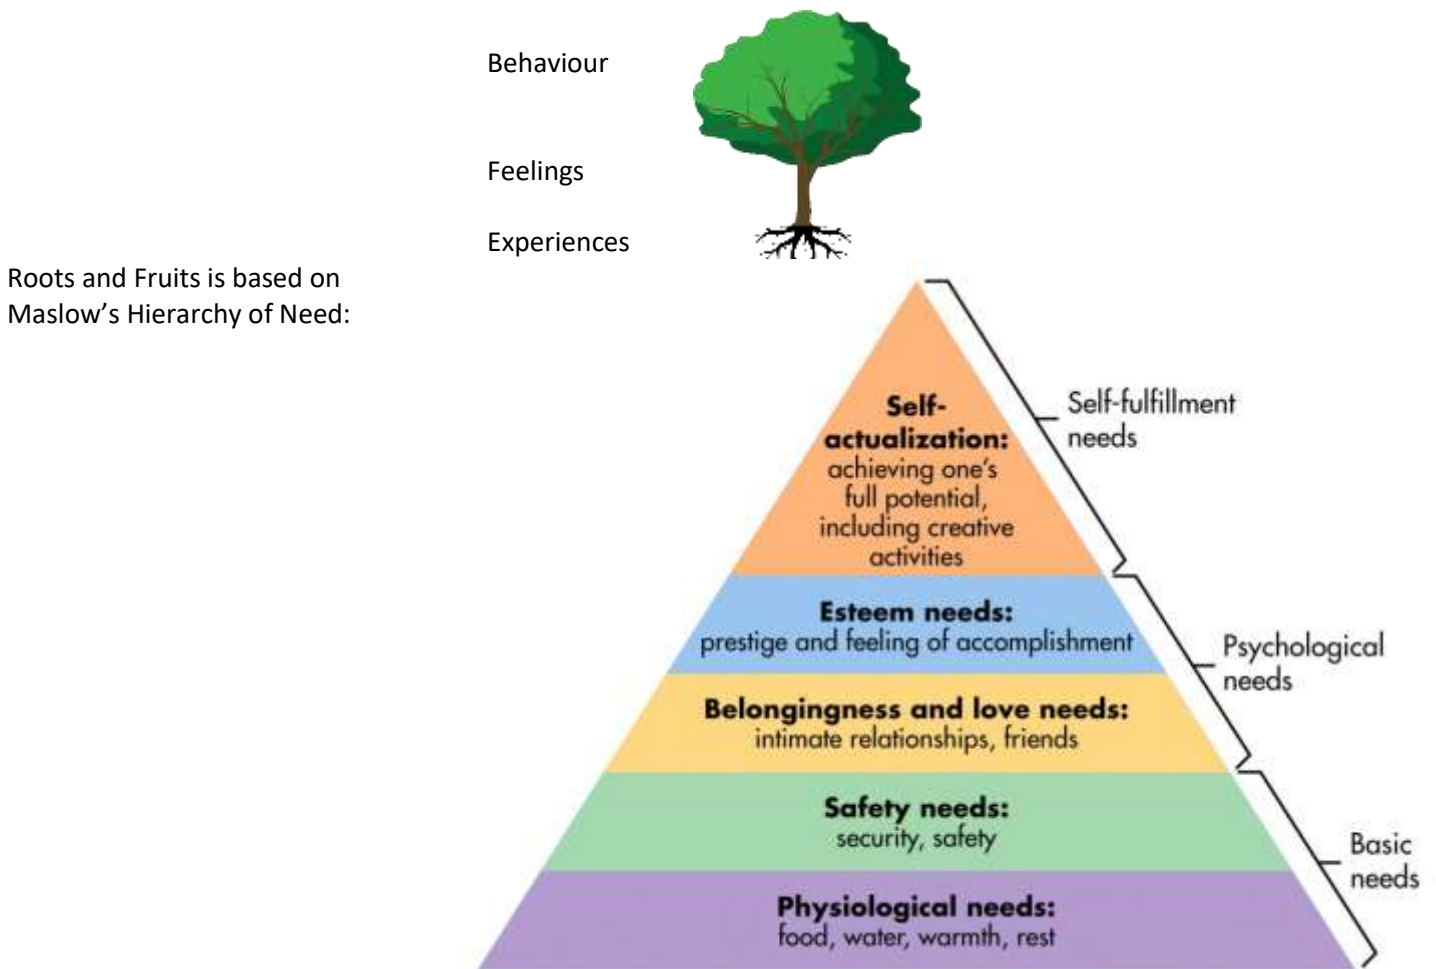 Behaviour
Feelings
Experiences
Roots and Fruits is based on
Maslow’s Hierarchy of Need:
Self-
actualization:
achieving one’s
full potential,
including creative
activities
Self-fulfillment
needs
Esteem needs:
prestige and feeling of accomplishment
Psychological
needs
Belongingness and love needs:
intimate relationships, friends
Safety needs:
security, safety
Basic
needs
Physiological needs:
food, water, warmth, rest